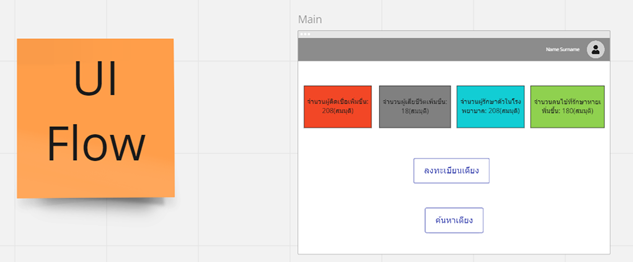 UI
Flow
Main
Name Surname
จำนวนผู้ติดเชื้อเพิ่มขึ้น:
208(สมมุติ)
จำนวนผู้เสียชีวิตเพิ่มขึ้น:
18(สมมุติ)
จำนวนผู้รักษาตัวในโรง
พยาบาล: 208(สมมุติ)
จำนวนคนไข้ที่รักษาหายเ
พิ่มขึ้น: 180(สมมุติ)
ลงทะเบียนเตียง
ค้นหาเตียง